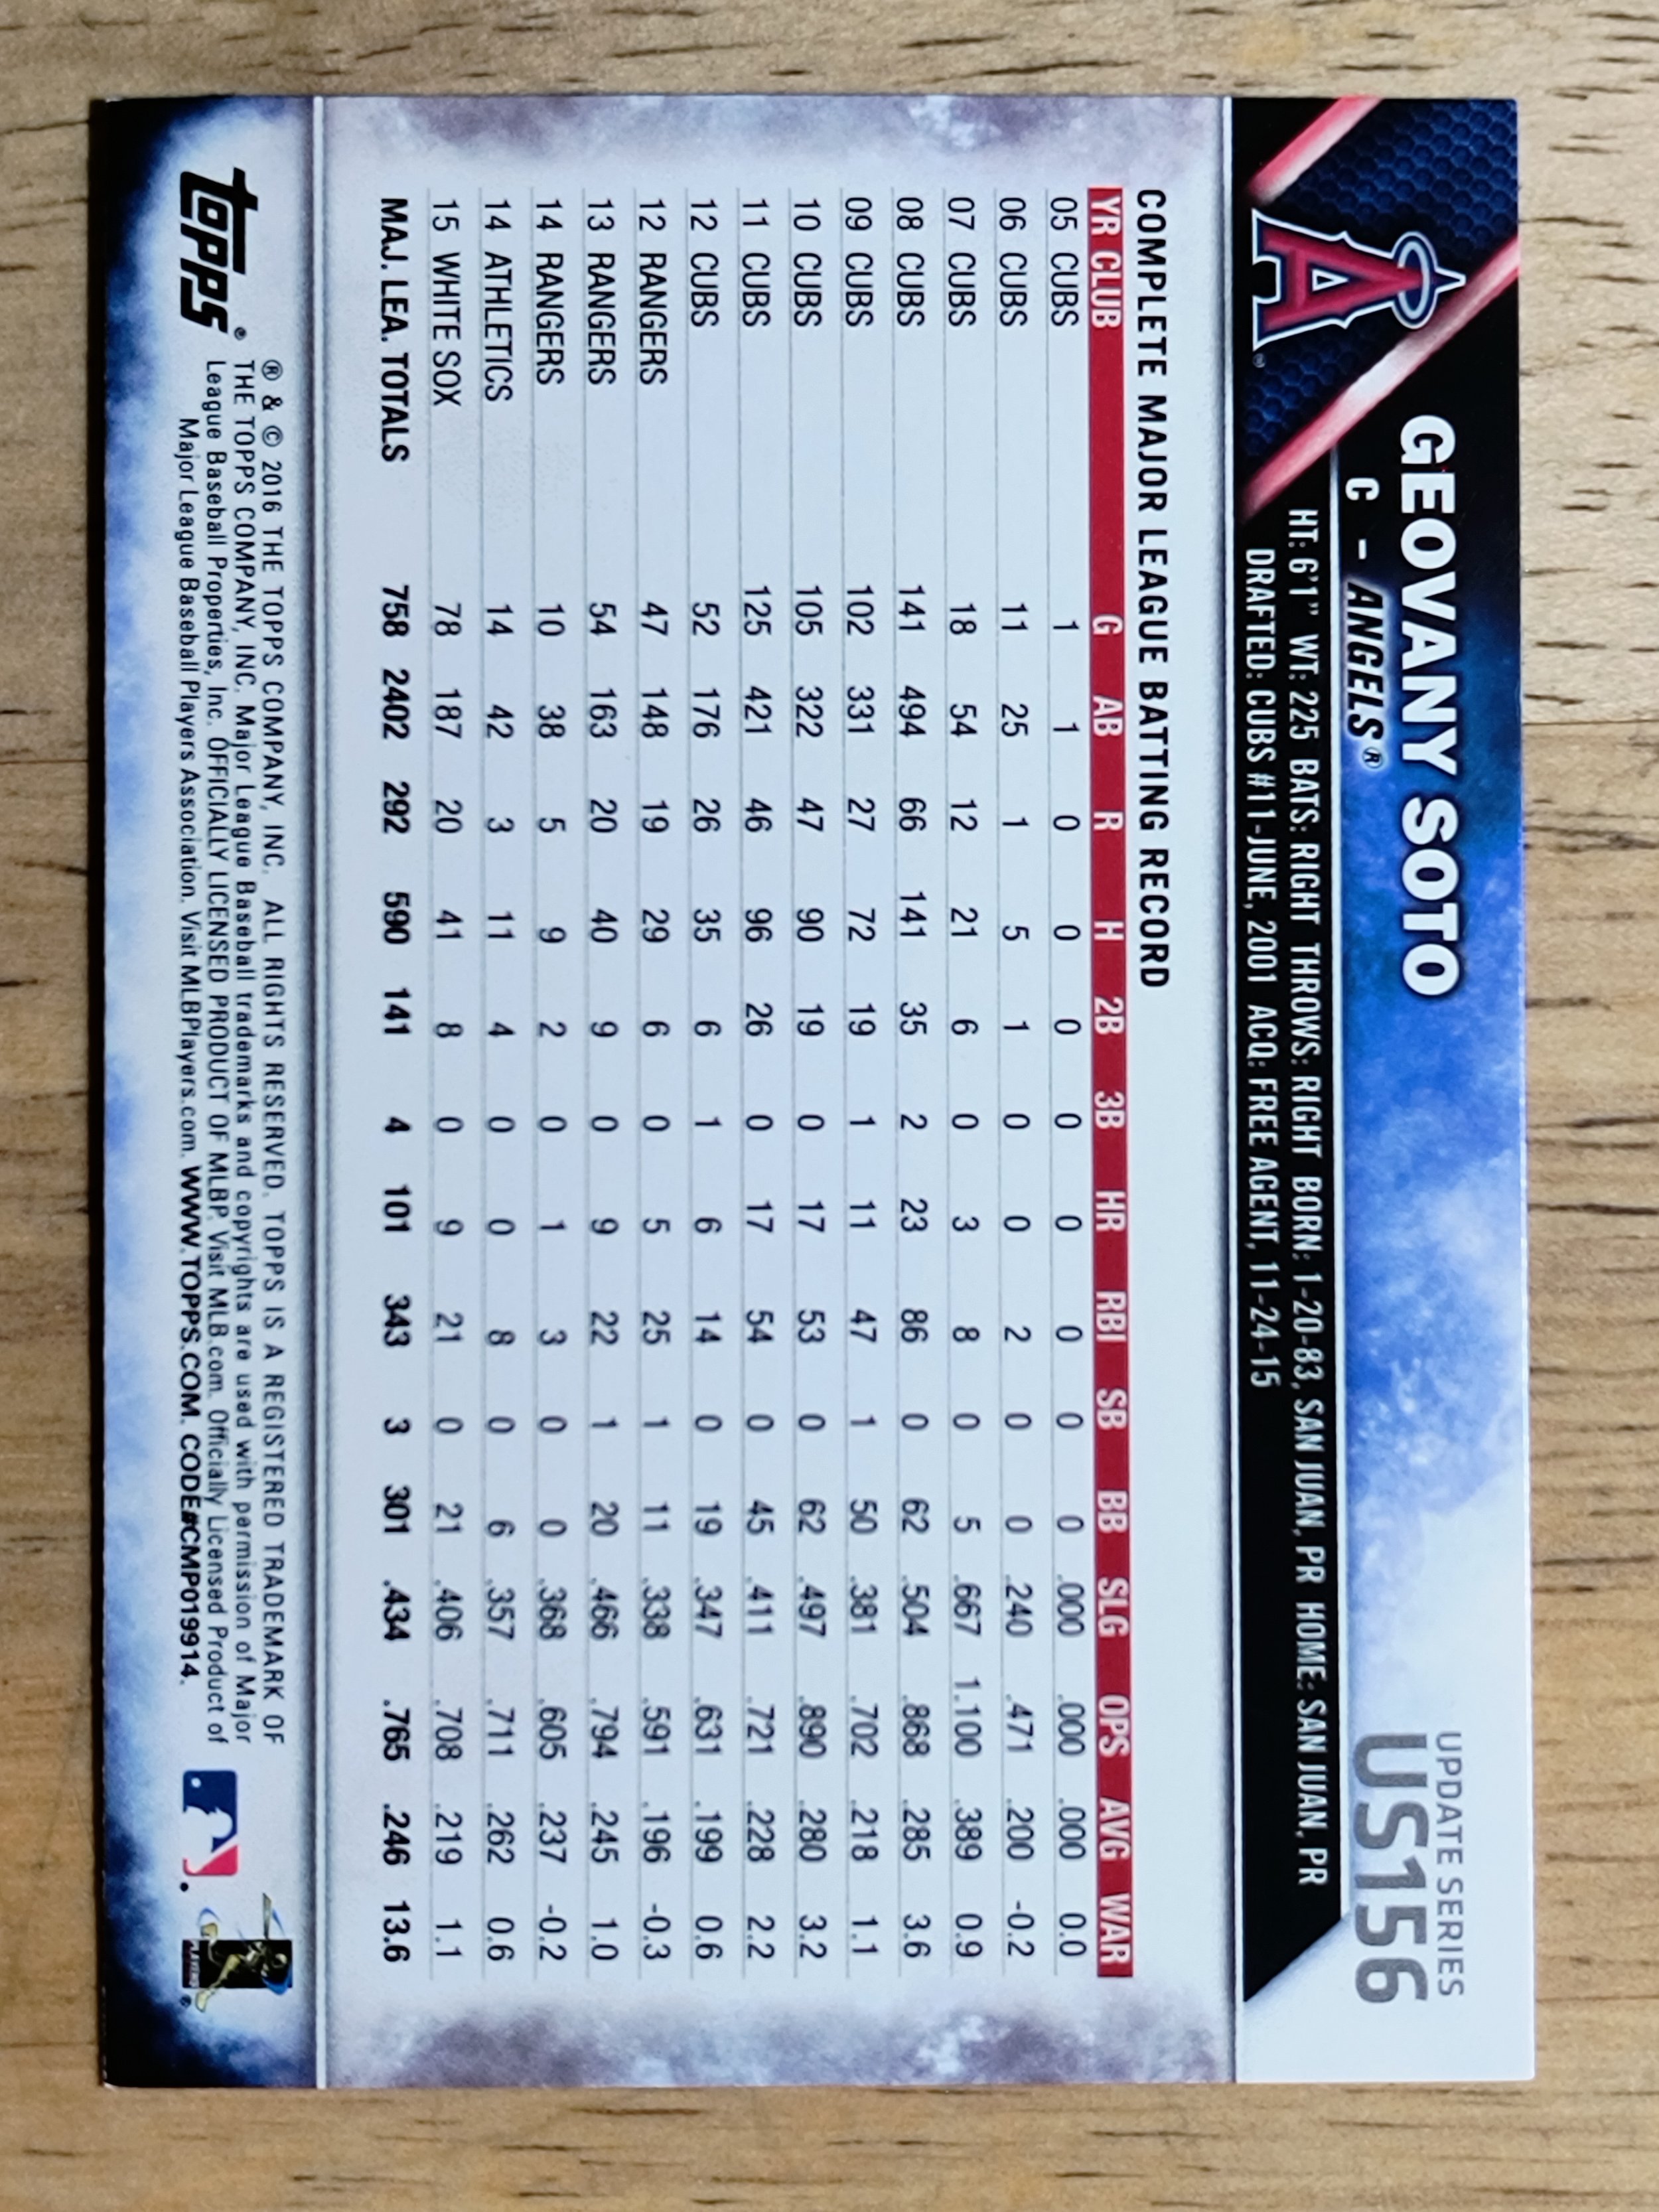 GEOVANY SOTO
UPDATE SERIES
US156
A®
C - ANGELS®
HT: 6'1" WT: 225 BATS: RIGHT THROWS: RIGHT BORN: 1-20-83, SAN JUAN, PR HOME: SAN JUAN, PR
DRAFTED: CUBS #11-JUNE, 2001 ACQ: FREE AGENT, 11-24-15
COMPLETE MAJOR LEAGUE BATTING RECORD
YR CLUB G AB R H 2B 3B HR RBI SB BB SLG OPS AVG WAR
05 CUBS 1 1 0 0 0 0 0 0 0 0 .000 .000 .000 0.0
06 CUBS 11 25 1 5 1 0 0 2 0 0 .240 .471 .200 -0.2
07 CUBS 18 54 12 21 6 0 3 8 0 5 .667 1.100 .389 0.9
08 CUBS 141 494 66 141 35 2 23 86 0 62 .504 .868 .285 3.6
09 CUBS 102 331 27 72 19 1 11 47 1 50 .381 .702 .218 1.1
10 CUBS 105 322 47 90 19 0 17 53 0 62 .497 .890 .280 3.2
11 CUBS 125 421 46 96 26 0 17 54 0 45 .411 .721 .228 2.2
12 CUBS 52 176 26 35 6 1 6 14 0 19 .347 .631 .199 0.6
12 RANGERS 47 148 19 29 6 0 5 25 1 11 .338 .591 .196 -0.3
13 RANGERS 54 163 20 40 9 0 9 22 1 20 .466 .794 .245 1.0
14 RANGERS 10 38 5 9 2 0 1 3 0 0 .368 .605 .237 -0.2
14 ATHLETICS 14 42 3 11 4 0 0 8 0 6 .357 .711 .262 0.6
15 WHITE SOX 78 187 20 41 8 0 9 21 0 21 .406 .708 .219 1.1
MAJ. LEA. TOTALS 758 2402 292 590 141 4 101 343 3 301 .434 .765 .246 13.6
topps®
® & © 2016 THE TOPPS COMPANY, INC. ALL RIGHTS RESERVED. TOPPS IS A REGISTERED TRADEMARK OF
THE TOPPS COMPANY, INC. Major League Baseball trademarks and copyrights are used with permission of Major
League Baseball Properties, Inc. OFFICIALLY LICENSED PRODUCT OF MLBP. Visit MLB.com. Officially Licensed Product of
Major League Baseball Players Association. Visit MLBPlayers.com. WWW.TOPPS.COM. CODE#CMP019914.